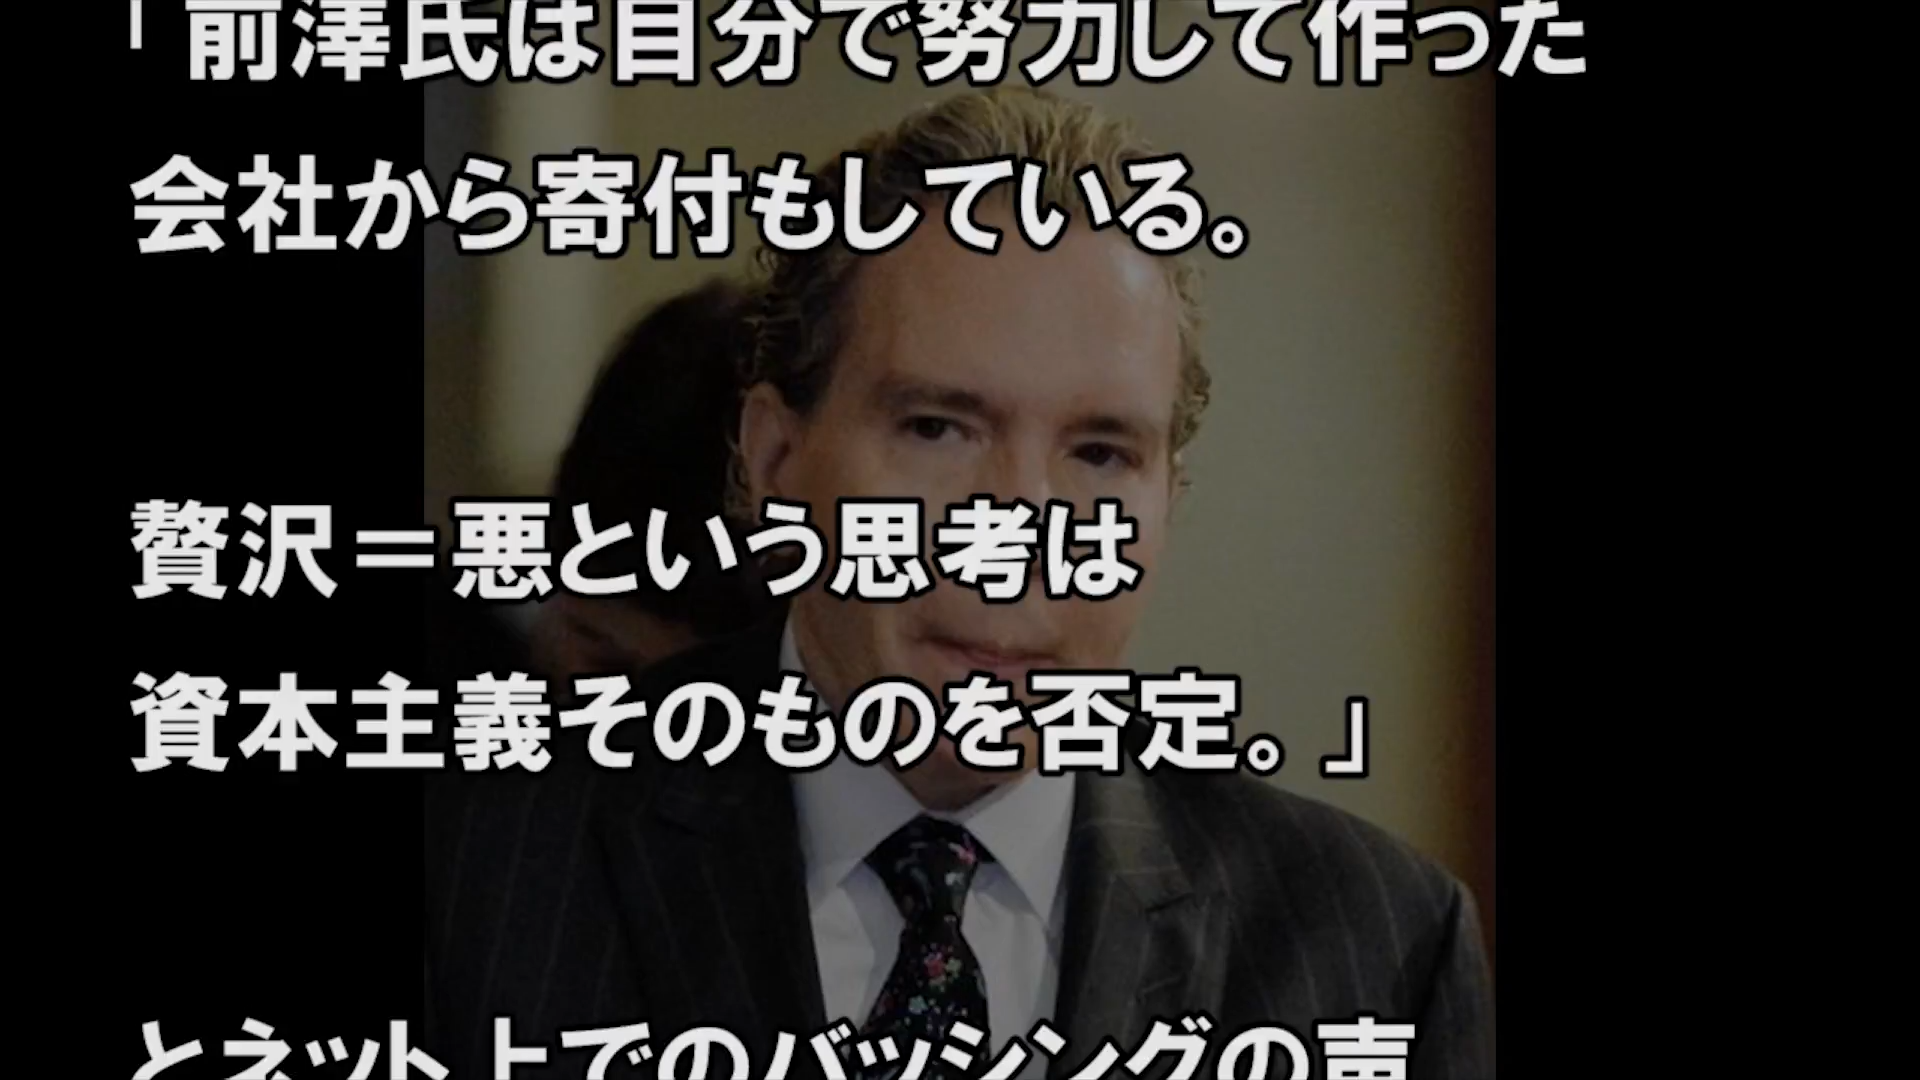 「前澤氏は自分で努力して作った
会社から寄付もしている。
贅沢＝悪という思考は
資本主義そのものを否定。」
とネット上でのバッシングの声